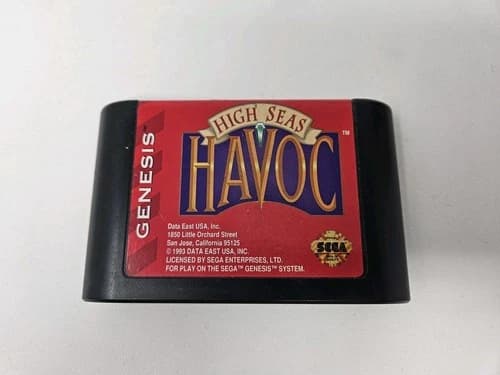 GENESIS
HIGH SEAS
HAVOC
TM
Data East USA, Inc.
1850 Little Orchard Street
San Jose, California 95125
© 1993 DATA EAST USA, INC.
LICENSED BY SEGA ENTERPRISES, LTD.
FOR PLAY ON THE SEGA™ GENESIS™ SYSTEM.
SEGA